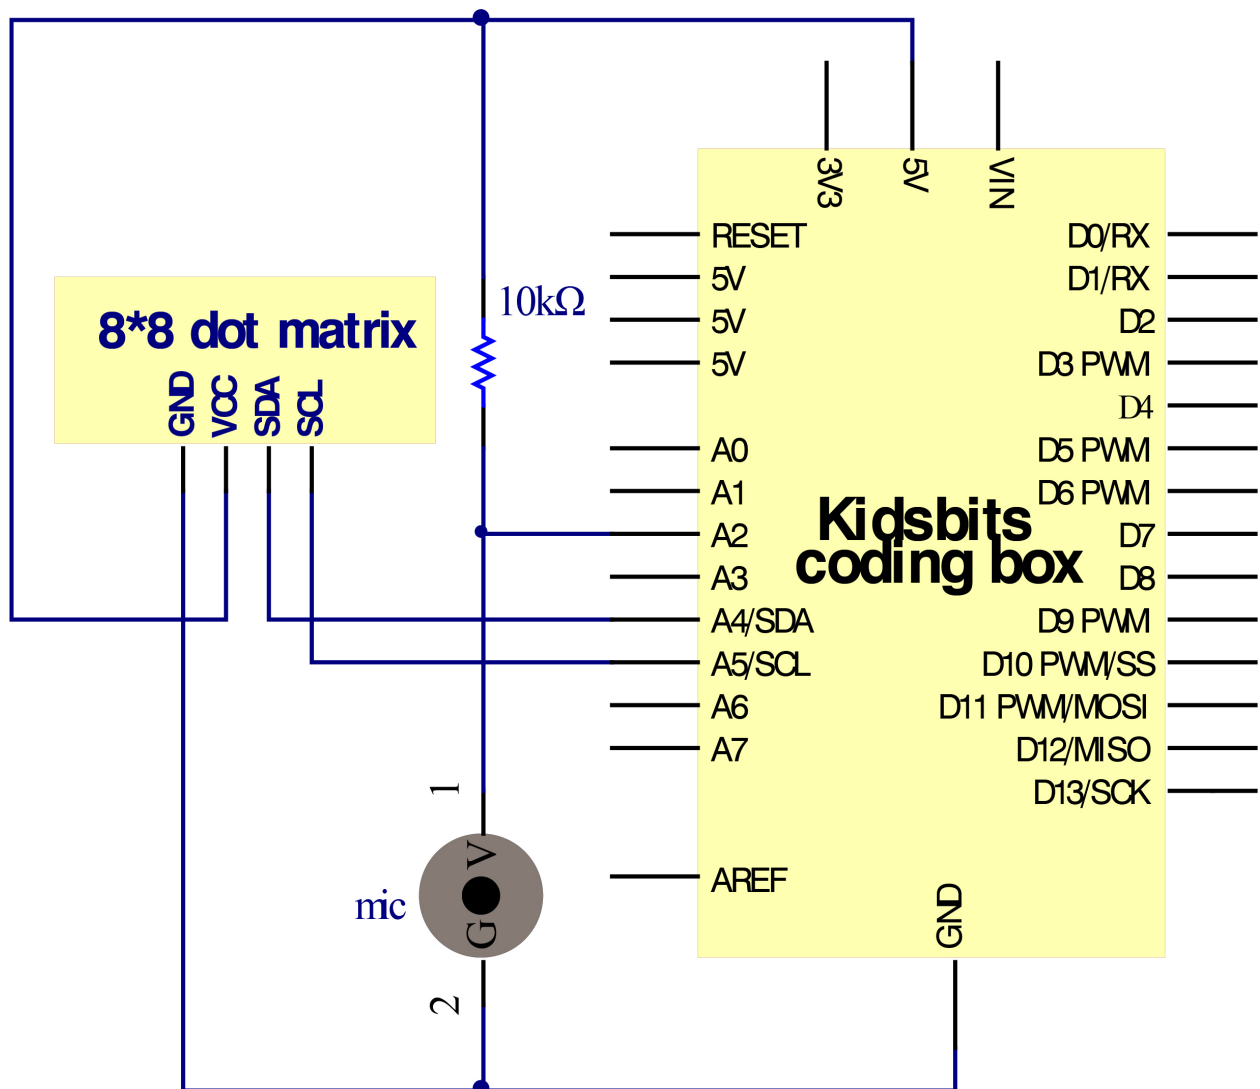 3V3
5V
VIN
RESET
5V
5V
5V
A0
A1
A2
A3
A4/SDA
A5/SCL
A6
A7
AREF
D0/RX
D1/RX
D2
D3 PWM
D4
D5 PWM
D6 PWM
D7
D8
D9 PWM
D10 PWM/SS
D11 PWM/MOSI
D12/MISO
D13/SCK
Kidsbits
coding box
GND
10kΩ
8*8 dot matrix
GND
VCC
SDA
SCL
1
V
mic
G
2